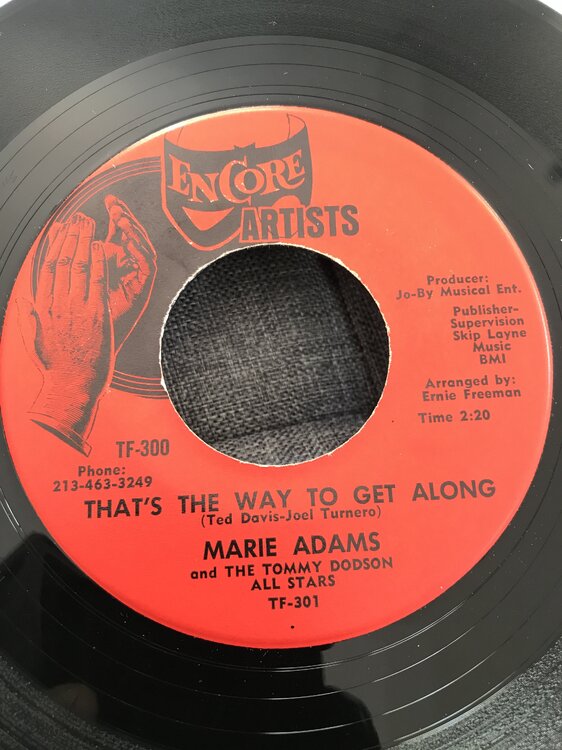 ENCORE
ARTISTS
Producer:
Jo-By Musical Ent.
Publisher-
Supervision
Skip Layne
Music
BMI
Arranged by:
Ernie Freeman
Time 2:20
TF-300
Phone:
213-463-3249
THAT'S THE WAY TO GET ALONG
(Ted Davis-Joel Turnero)
MARIE ADAMS
and THE TOMMY DODSON
ALL STARS
TF-301